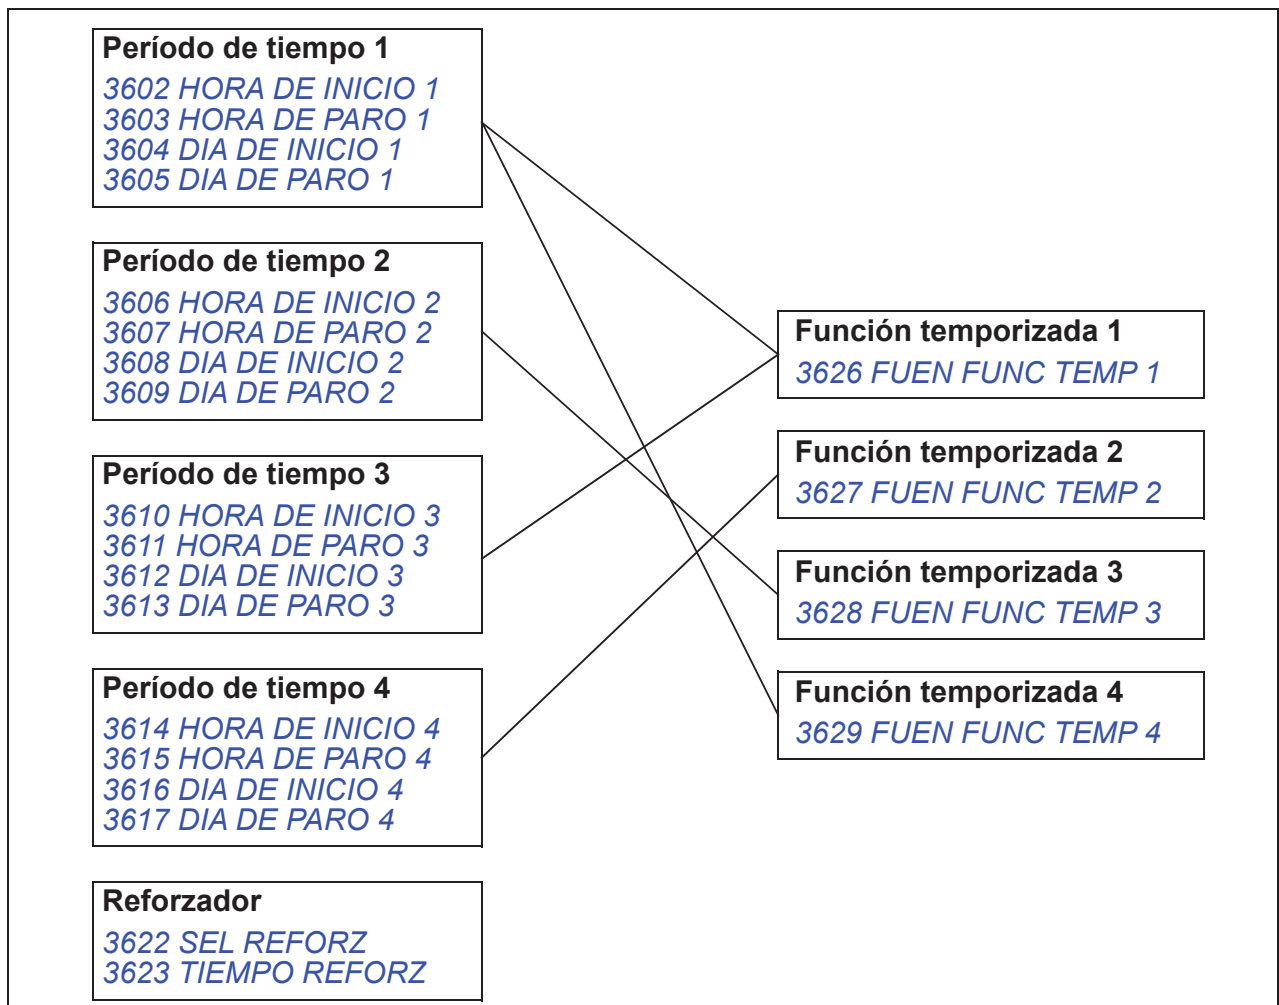 Período de tiempo 1
3602 HORA DE INICIO 1
3603 HORA DE PARO 1
3604 DIA DE INICIO 1
3605 DIA DE PARO 1
Período de tiempo 2
3606 HORA DE INICIO 2
3607 HORA DE PARO 2
3608 DIA DE INICIO 2
3609 DIA DE PARO 2
Período de tiempo 3
3610 HORA DE INICIO 3
3611 HORA DE PARO 3
3612 DIA DE INICIO 3
3613 DIA DE PARO 3
Período de tiempo 4
3614 HORA DE INICIO 4
3615 HORA DE PARO 4
3616 DIA DE INICIO 4
3617 DIA DE PARO 4
Reforzador
3622 SEL REFORZ
3623 TIEMPO REFORZ
Función temporizada 1
3626 FUEN FUNC TEMP 1
Función temporizada 2
3627 FUEN FUNC TEMP 2
Función temporizada 3
3628 FUEN FUNC TEMP 3
Función temporizada 4
3629 FUEN FUNC TEMP 4